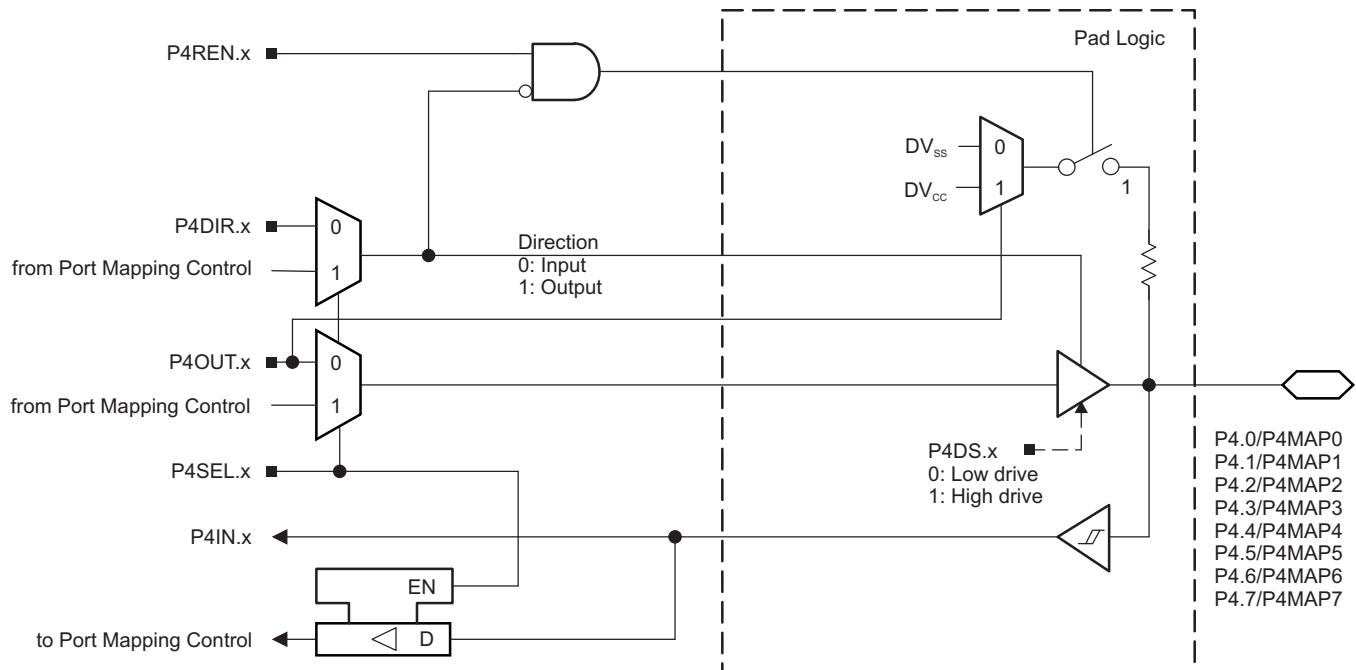 Pad Logic
P4REN.x
DVSS
0
DVCC
1
1
P4DIR.x
0
from Port Mapping Control
1
Direction
0: Input
1: Output
P4OUT.x
0
from Port Mapping Control
1
P4DS.x
0: Low drive
1: High drive
P4SEL.x
P4IN.x
EN
to Port Mapping Control
D
P4.0/P4MAP0
P4.1/P4MAP1
P4.2/P4MAP2
P4.3/P4MAP3
P4.4/P4MAP4
P4.5/P4MAP5
P4.6/P4MAP6
P4.7/P4MAP7